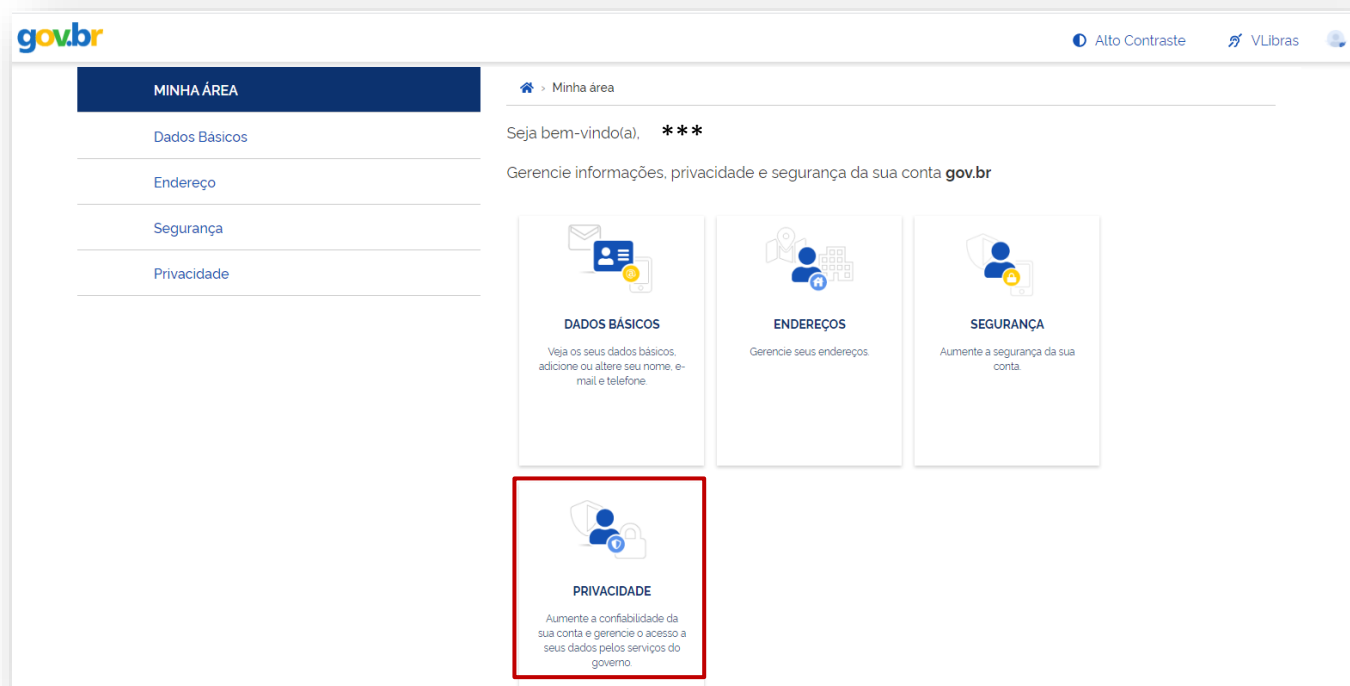 gov.br
Alto Contraste
VLibras
MINHA ÁREA
Dados Básicos
Endereço
Segurança
Privacidade
Minha área
Seja bem-vindo(a), ***
Gerencie informações, privacidade e segurança da sua conta gov.br
DADOS BÁSICOS
Veja os seus dados básicos,
adicione ou altere seu nome, e-
mail e telefone.
ENDEREÇOS
Gerencie seus endereços.
SEGURANÇA
Aumente a segurança da sua
conta.
PRIVACIDADE
Aumente a confiabilidade da
sua conta e gerencie o acesso a
seus dados pelos serviços do
governo.